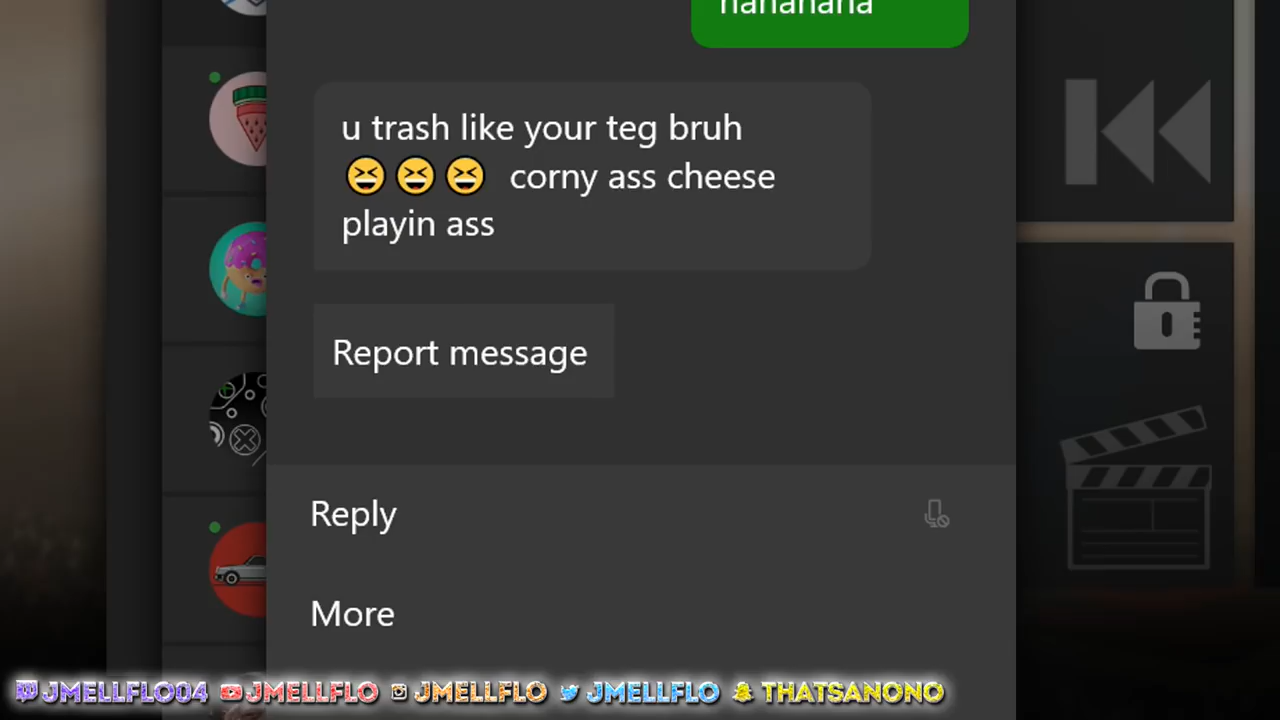 hahahaha
u trash like your teg bruh
😆😆😆 corny ass cheese
playin ass
Report message
Reply
More
JMELLFLO04 JMELLFLO JMELLFLO JMELLFLO THATSANONO